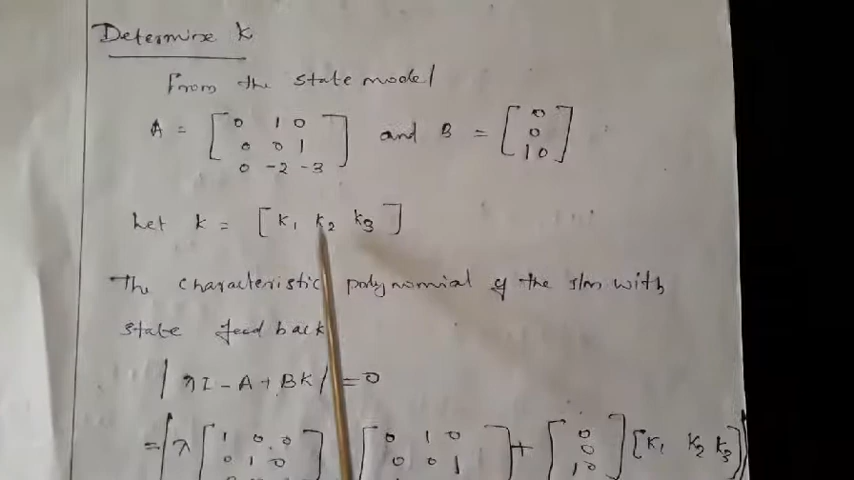 Determine K
From the state model
A = [ 0 1 0 and B = [ 0
0 0 1 0
0 -2 -3 ] 10 ]
Let K = [ K1 K2 K3 ]
The characteristic polynomial of the s/m with
state feed back
| λI - A + BK | = 0
= | λ [ 1 0 0 [ 0 1 0 + [ 0 [ K1 K2 K3 ]
0 1 0 ] 0 0 1 ] 0
10 ]